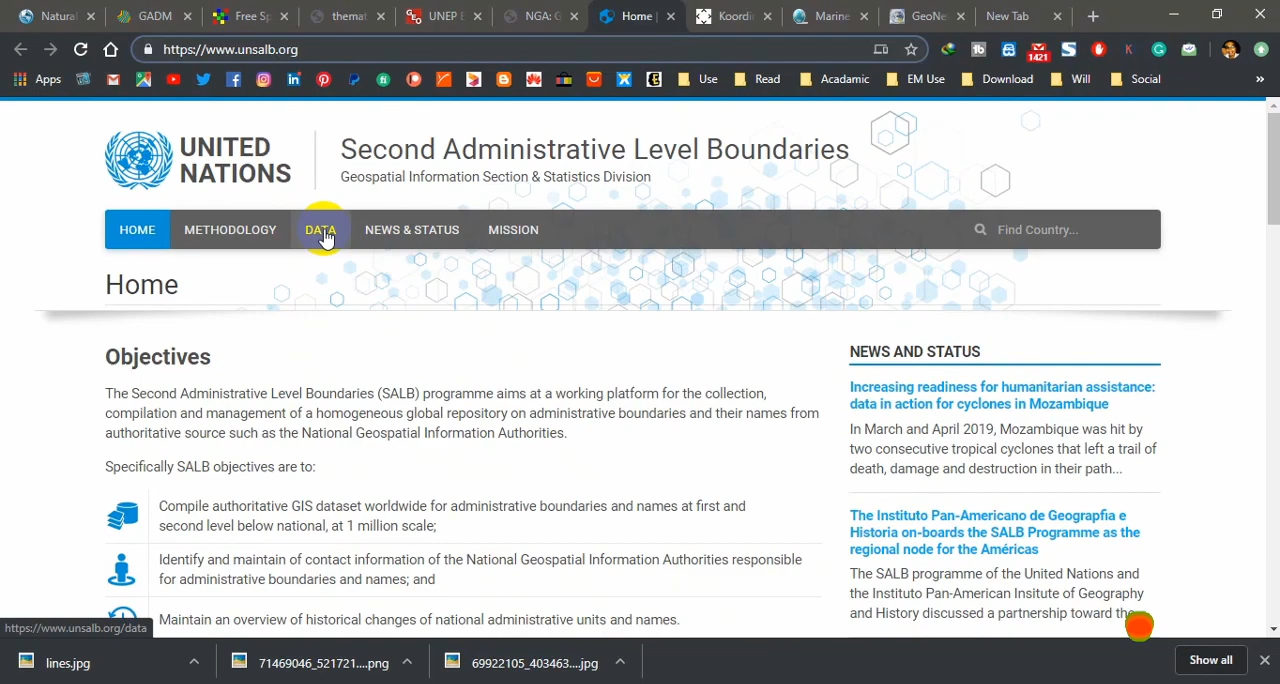 Natural
GADM
Free Sp
themat
UNEP E
NGA: G
Home |
Koordi
Marine
GeoNe
New Tab
https://www.unsalb.org
1421
Apps
Use
Read
Acadamic
EM Use
Download
Will
Social
UNITED
NATIONS
Second Administrative Level Boundaries
Geospatial Information Section & Statistics Division
HOME
METHODOLOGY
DATA
NEWS & STATUS
MISSION
Find Country...
Home
Objectives
The Second Administrative Level Boundaries (SALB) programme aims at a working platform for the collection,
compilation and management of a homogeneous global repository on administrative boundaries and their names from
authoritative source such as the National Geospatial Information Authorities.
Specifically SALB objectives are to:
Compile authoritative GIS dataset worldwide for administrative boundaries and names at first and
second level below national, at 1 million scale;
Identify and maintain of contact information of the National Geospatial Information Authorities responsible
for administrative boundaries and names; and
Maintain an overview of historical changes of national administrative units and names.
NEWS AND STATUS
Increasing readiness for humanitarian assistance:
data in action for cyclones in Mozambique
In March and April 2019, Mozambique was hit by
two consecutive tropical cyclones that left a trail of
death, damage and destruction in their path...
The Instituto Pan-Americano de Geograpfia e
Historia on-boards the SALB Programme as the
regional node for the Américas
The SALB programme of the United Nations and
the Instituto Pan-American Insitute of Geography
and History discussed a partnership toward the
https://www.unsalb.org/data
lines.jpg
71469046_521721....png
69922105_403463....jpg
Show all